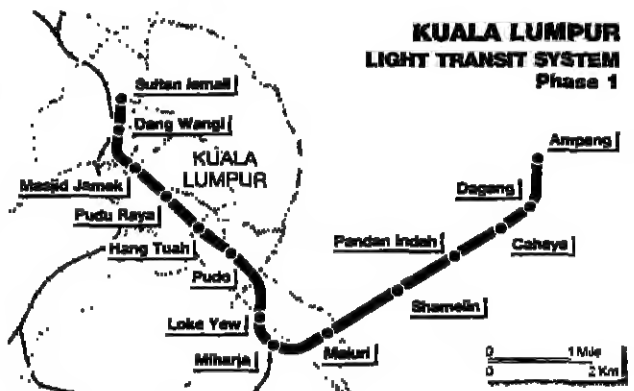 KUALA LUMPUR
LIGHT TRANSIT SYSTEM
Phase 1
Sultan Ismail
Dang Wangi
KUALA
LUMPUR
Ampang
Masjid Jamek
Dagang
Pudu Raya
Cahaya
Hang Tuah
Pandan Indah
Pudu
Shamelin
Loke Yew
Miharja
Maluri
0 1 Mile
0 2 Km